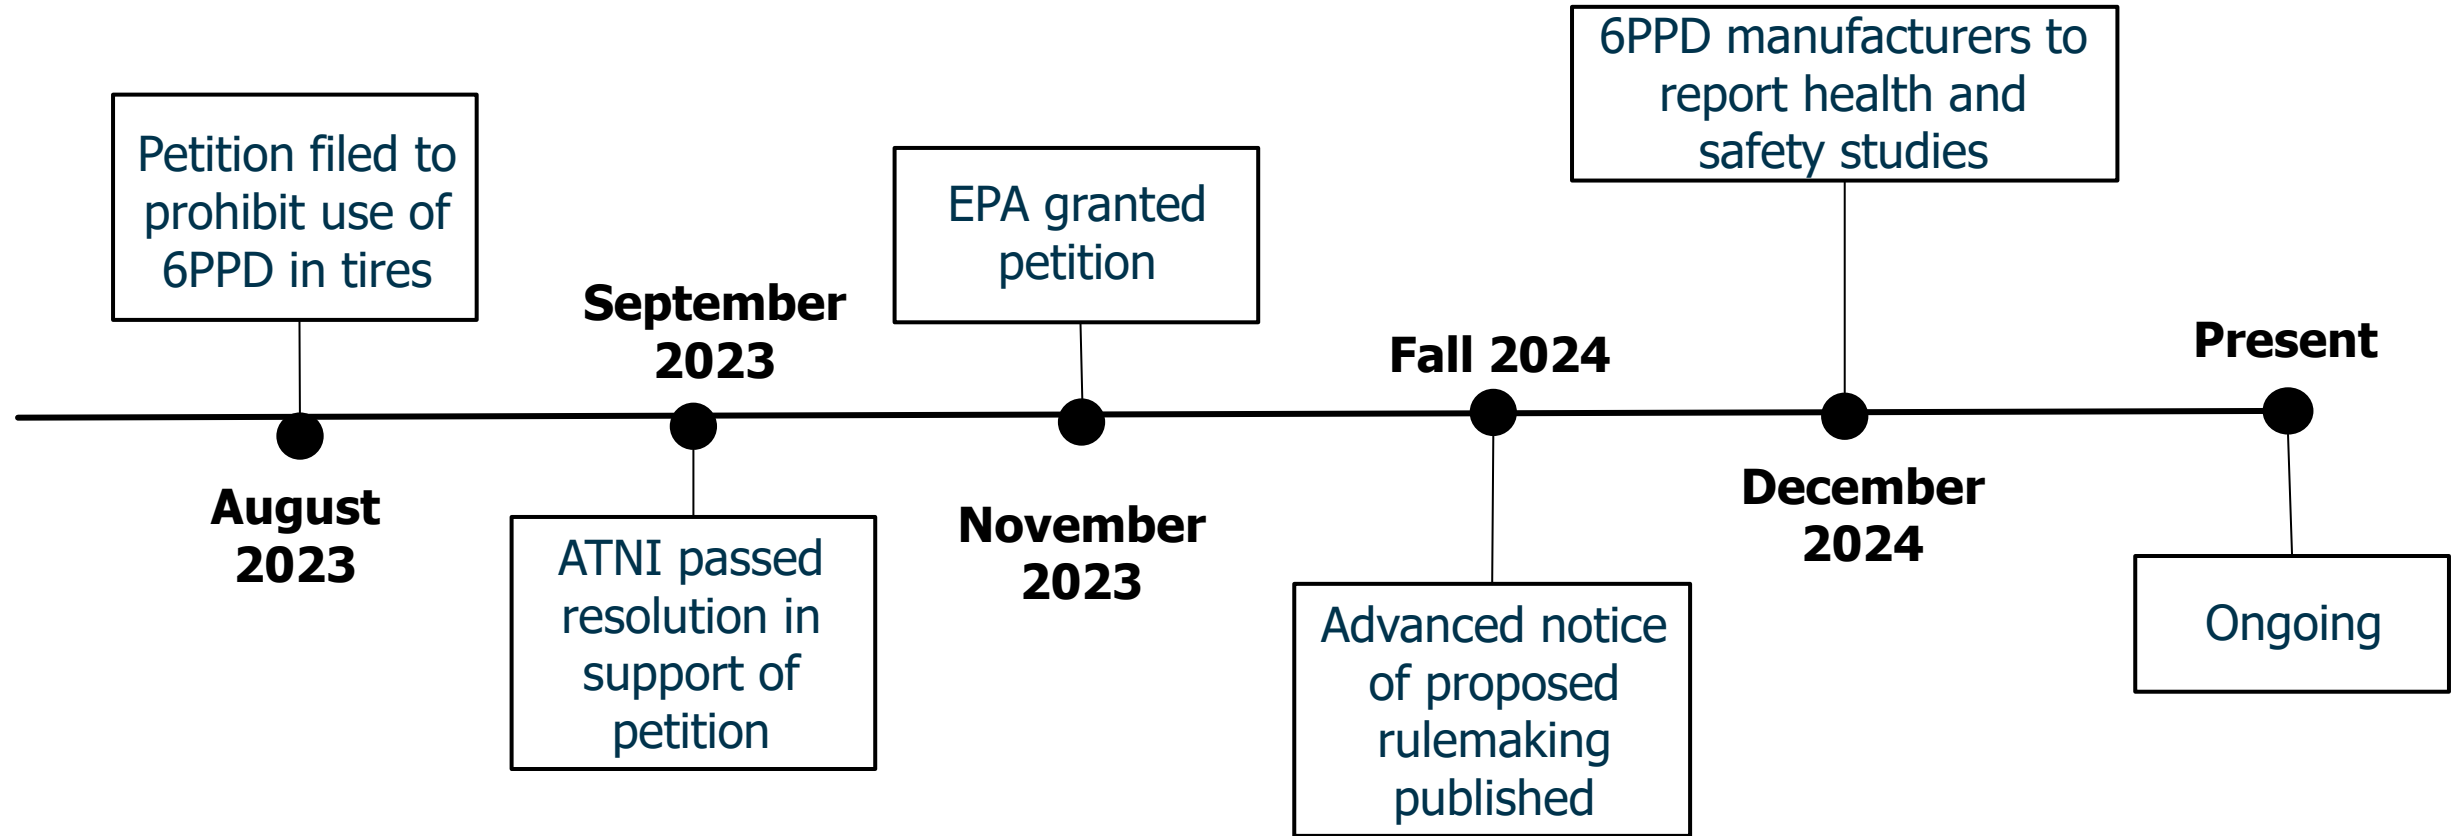 Petition filed to
prohibit use of
6PPD in tires
August
2023
September
2023
ATNI passed
resolution in
support of
petition
EPA granted
petition
November
2023
Fall 2024
Advanced notice
of proposed
rulemaking
published
6PPD manufacturers to
report health and
safety studies
December
2024
Present
Ongoing